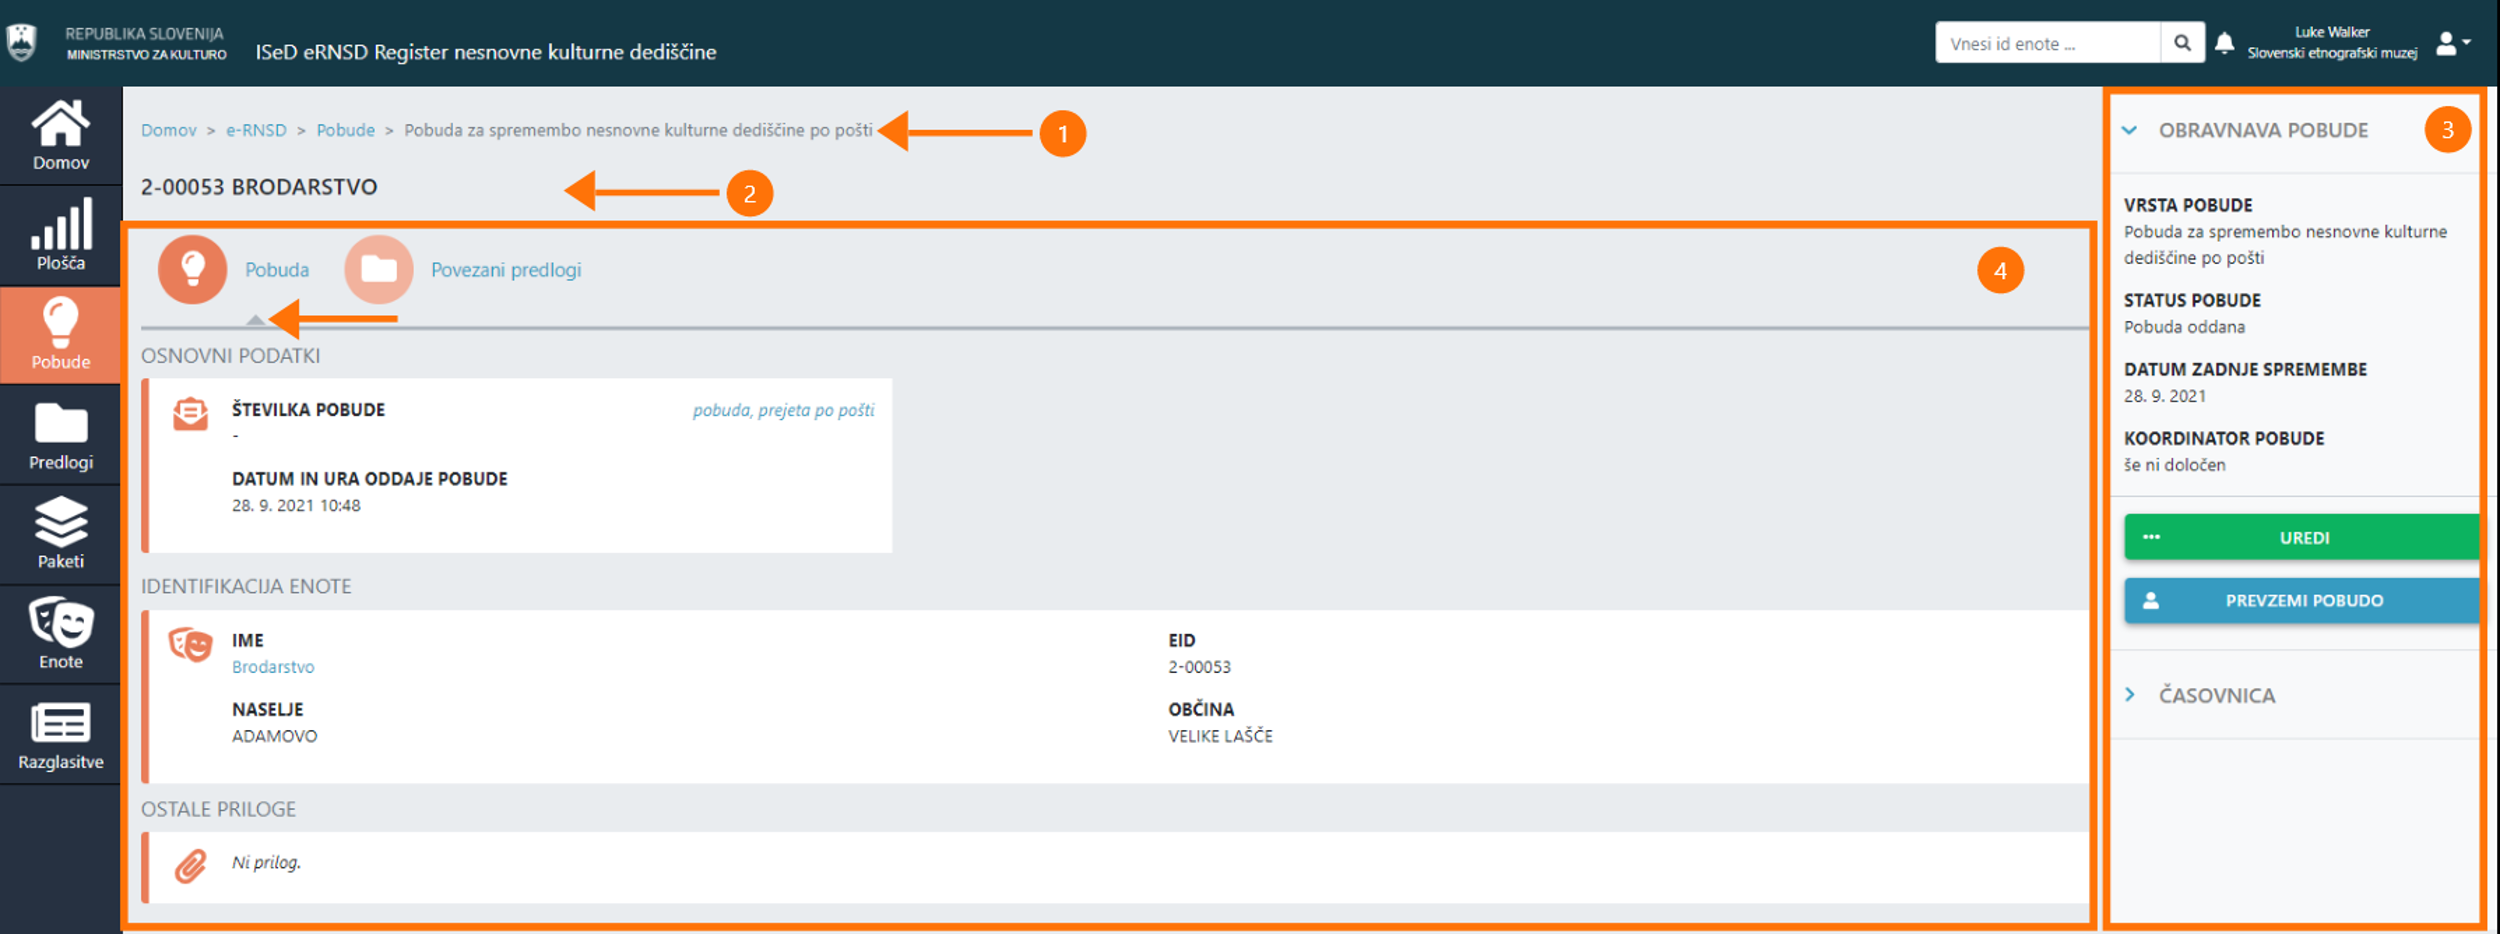 REPUBLIKA SLOVENIJA
MINISTRSTVO ZA KULTURO
ISeD eRNSD Register nesnovne kulturne dediščine
Vnesi id enote ...
Luke Walker
Slovenski etnografski muzej
Domov
Plošča
Pobude
Predlogi
Paketi
Enote
Razglasitve
Domov > e-RNSD > Pobude > Pobuda za spremembo nesnovne kulturne dediščine po pošti
1
2-00053 BRODARSTVO
2
Pobuda
Povezani predlogi
4
OSNOVNI PODATKI
ŠTEVILKA POBUDE
pobuda, prejeta po pošti
-
DATUM IN URA ODDAJE POBUDE
28. 9. 2021 10:48
IDENTIFIKACIJA ENOTE
IME
Brodarstvo
EID
2-00053
NASELJE
ADAMOVO
OBČINA
VELIKE LAŠČE
OSTALE PRILOGE
Ni prilog.
OBRAVNAVA POBUDE
3
VRSTA POBUDE
Pobuda za spremembo nesnovne kulturne
dediščine po pošti
STATUS POBUDE
Pobuda oddana
DATUM ZADNJE SPREMEMBE
28. 9. 2021
KOORDINATOR POBUDE
še ni določen
UREDI
PREVZEMI POBUDO
ČASOVNICA